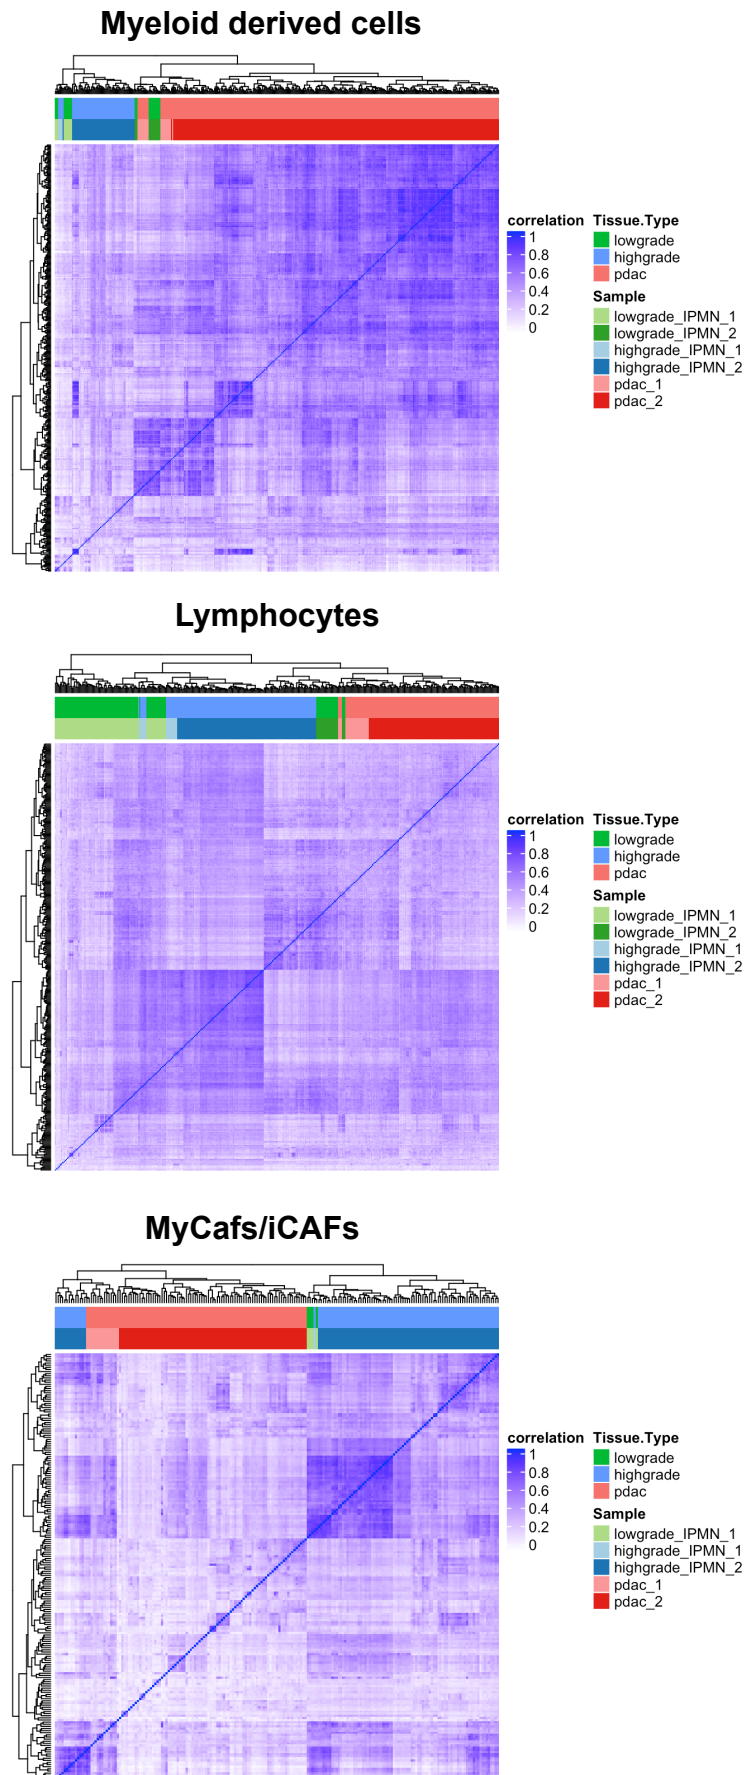 Myeloid derived cells
correlation Tissue.Type
1
0.8
0.6
0.4
0.2
0
lowgrade
highgrade
pdac
Sample
lowgrade_IPMN_1
lowgrade_IPMN_2
highgrade_IPMN_1
highgrade_IPMN_2
pdac_1
pdac_2
Lymphocytes
correlation Tissue.Type
1
0.8
0.6
0.4
0.2
0
lowgrade
highgrade
pdac
Sample
lowgrade_IPMN_1
lowgrade_IPMN_2
highgrade_IPMN_1
highgrade_IPMN_2
pdac_1
pdac_2
MyCafs/iCAFs
correlation Tissue.Type
1
0.8
0.6
0.4
0.2
0
lowgrade
highgrade
pdac
Sample
lowgrade_IPMN_1
highgrade_IPMN_1
highgrade_IPMN_2
pdac_1
pdac_2